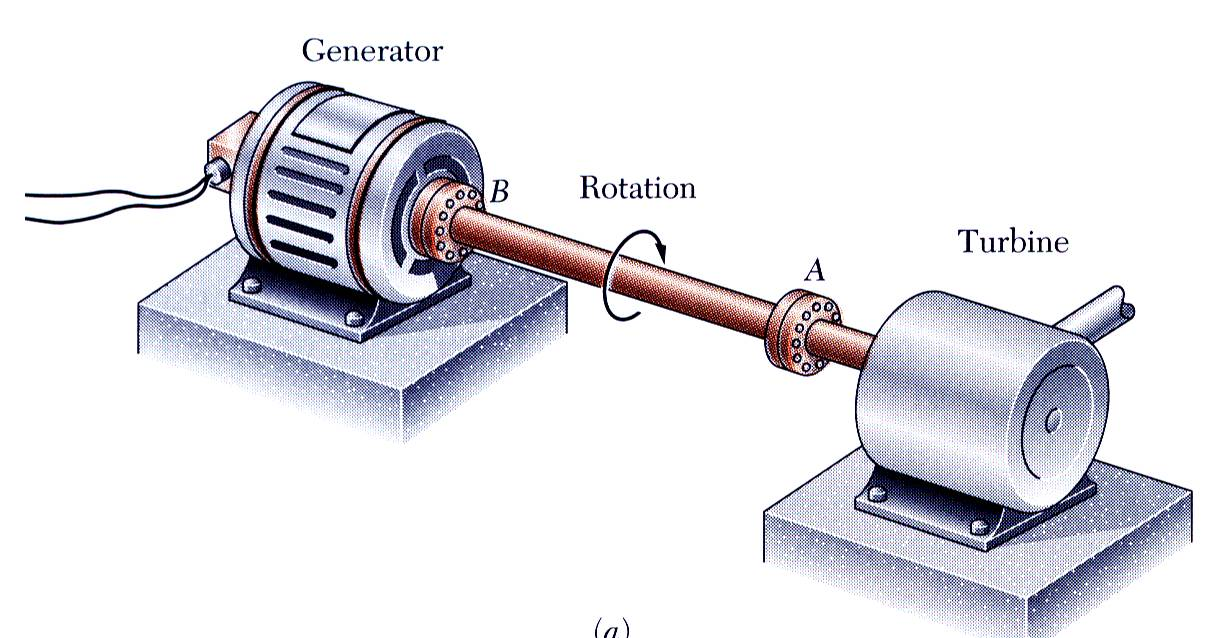 Generator
B
Rotation
Turbine
A
(a)